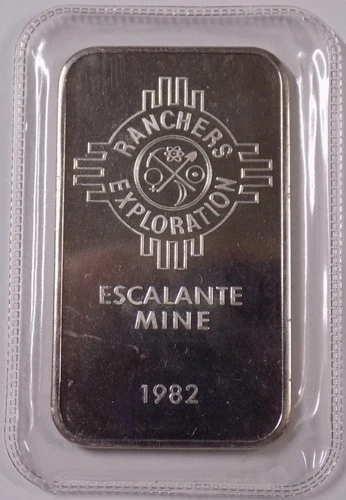 RANCHERS
EXPLORATION
ESCALANTE
MINE
1982